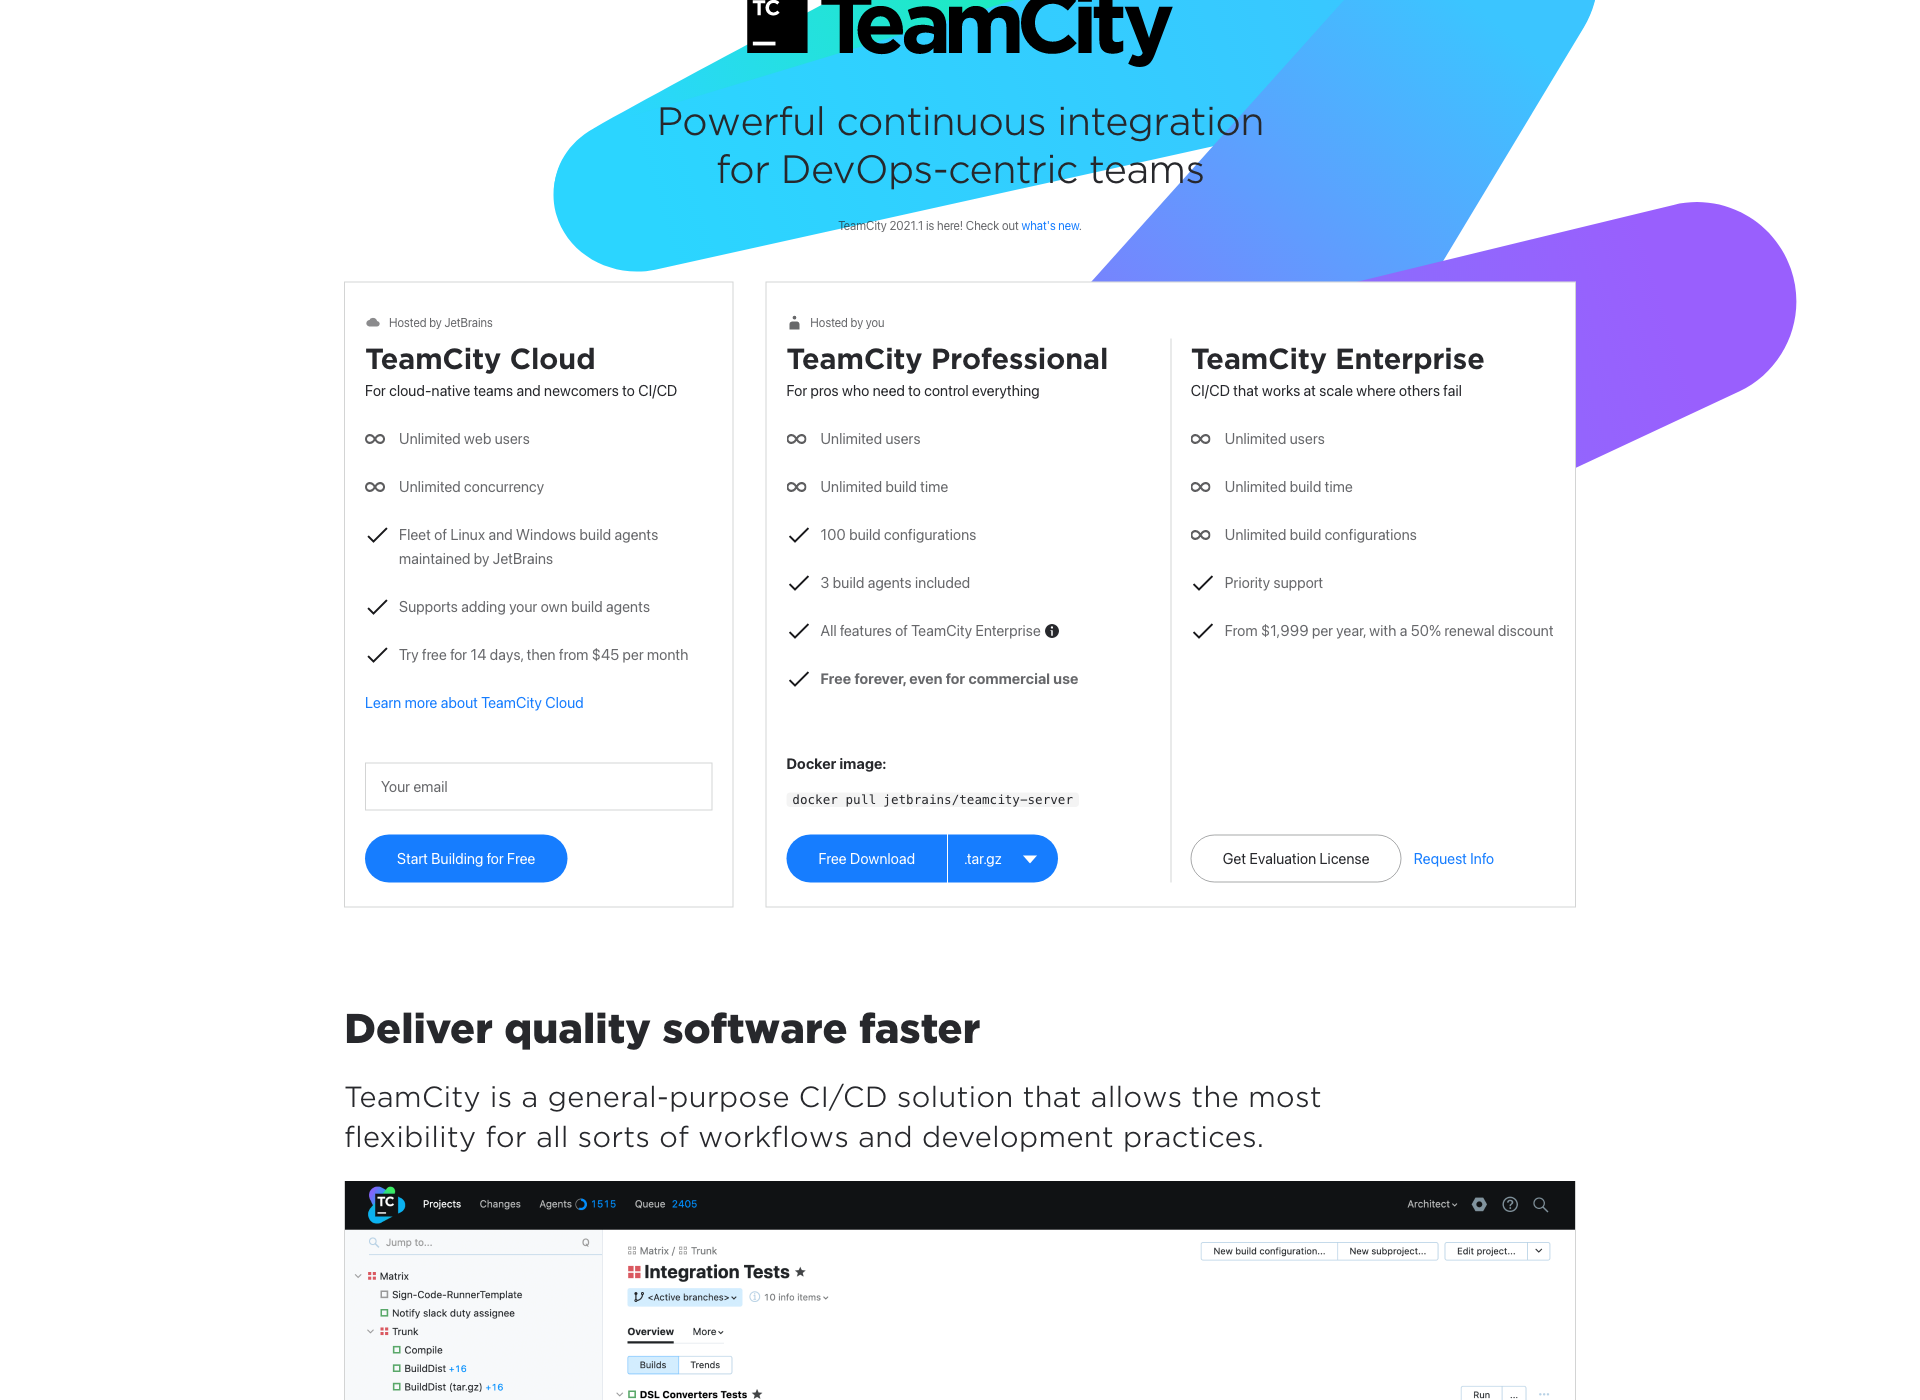 TC
TeamCity
Powerful continuous integration
for DevOps-centric teams
TeamCity 2021.1 is here! Check out what's new.
Hosted by JetBrains
TeamCity Cloud
For cloud-native teams and newcomers to CI/CD
Unlimited web users
Unlimited concurrency
Fleet of Linux and Windows build agents
maintained by JetBrains
Supports adding your own build agents
Try free for 14 days, then from $45 per month
Learn more about TeamCity Cloud
Your email
Start Building for Free
Hosted by you
TeamCity Professional
For pros who need to control everything
Unlimited users
Unlimited build time
100 build configurations
3 build agents included
All features of TeamCity Enterprise
Free forever, even for commercial use
Docker image:
docker pull jetbrains/teamcity-server
Free Download .tar.gz
TeamCity Enterprise
CI/CD that works at scale where others fail
Unlimited users
Unlimited build time
Unlimited build configurations
Priority support
From $1,999 per year, with a 50% renewal discount
Get Evaluation License Request Info
Deliver quality software faster
TeamCity is a general-purpose CI/CD solution that allows the most
flexibility for all sorts of workflows and development practices.
TC Projects Changes Agents 1515 Queue 2405 Architect
Jump to... Q
Matrix
Sign-Code-RunnerTemplate
Notify slack duty assignee
Trunk
Compile
BuildDist +16
BuildDist (tar.gz) +16
Matrix / Trunk
New build configuration... New subproject... Edit project...
Integration Tests
<Active branches> 10 info items
Overview More
Builds Trends
DSL Converters Tests Run ...